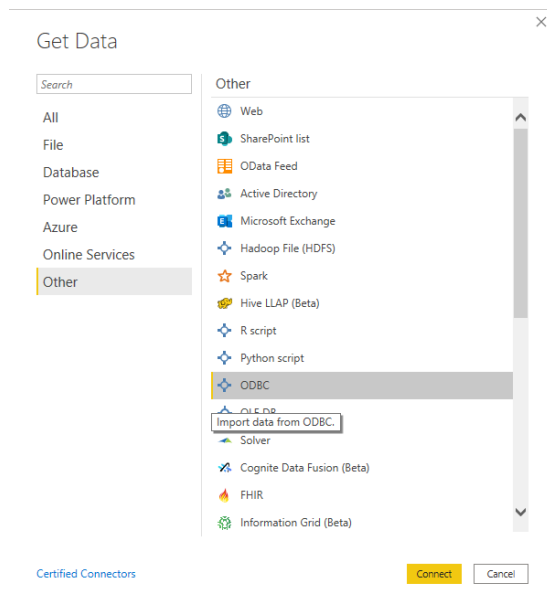 Get Data
Search
All
File
Database
Power Platform
Azure
Online Services
Other
Other
Web
SharePoint list
OData Feed
Active Directory
Microsoft Exchange
Hadoop File (HDFS)
Spark
Hive LLAP (Beta)
R script
Python script
ODBC
Import data from ODBC.
Solver
Cognite Data Fusion (Beta)
FHIR
Information Grid (Beta)
Certified Connectors
Connect
Cancel